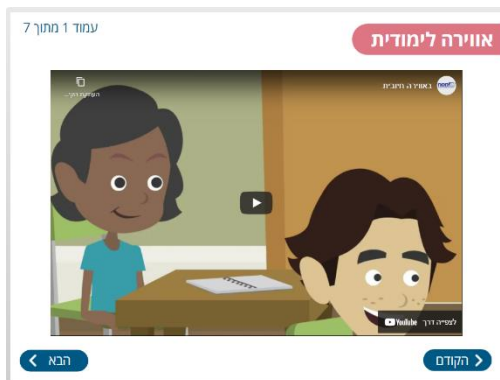 עמוד 1 מתוך 7
אווירה לימודית
באווירה חיובית
לצפייה דרך YouTube
הקודם
הבא